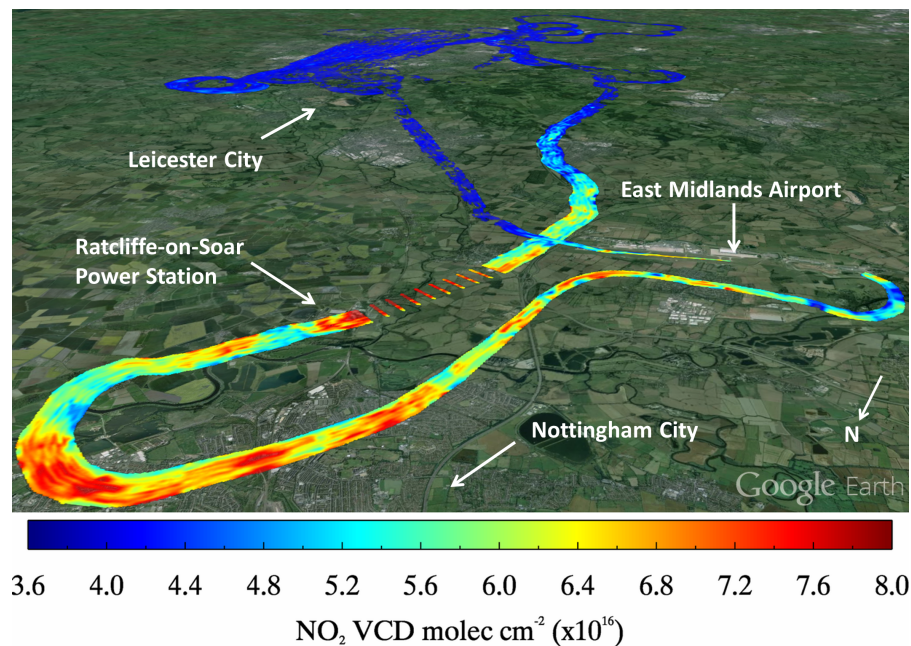 Leicester City
East Midlands Airport
Ratcliffe-on-Soar
Power Station
Nottingham City
N
Google Earth
3.6 4.0 4.4 4.8 5.2 5.6 6.0 6.4 6.8 7.2 7.6 8.0
NO₂ VCD molec cm⁻² (x10¹⁶)